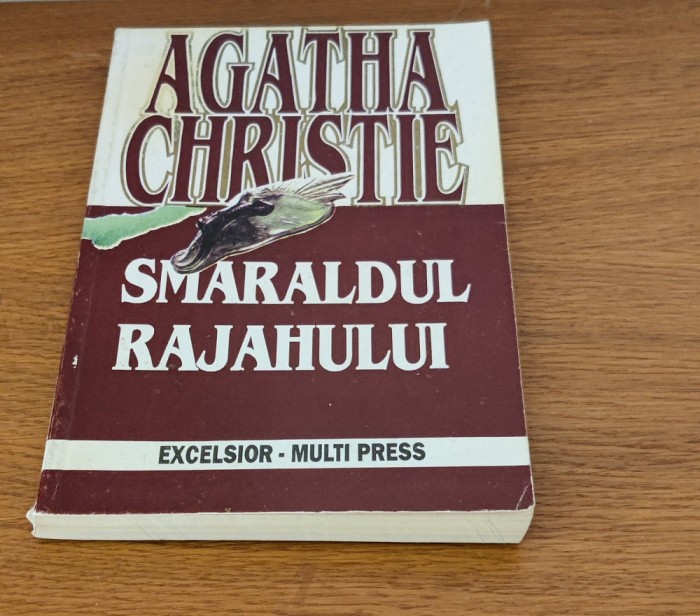 AGATHA
CHRISTIE
SMARALDUL
RAJAHULUI
EXCELSIOR - MULTI PRESS